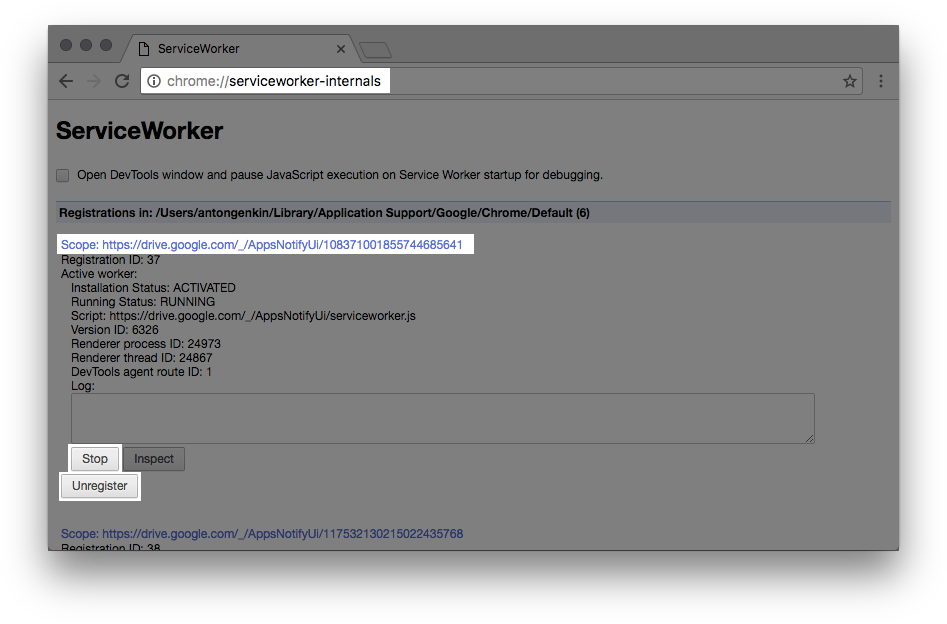 ServiceWorker
chrome://serviceworker-internals
ServiceWorker
Open DevTools window and pause JavaScript execution on Service Worker startup for debugging.
Registrations in: /Users/antongenkin/Library/Application Support/Google/Chrome/Default (6)
Scope: https://drive.google.com/_/AppsNotifyUi/108371001855744685641
Registration ID: 37
Active worker:
Installation Status: ACTIVATED
Running Status: RUNNING
Script: https://drive.google.com/_/AppsNotifyUi/serviceworker.js
Version ID: 6326
Renderer process ID: 24973
Renderer thread ID: 24867
DevTools agent route ID: 1
Log:
Stop Inspect
Unregister
Scope: https://drive.google.com/_/AppsNotifyUi/117532130215022435768
Registration ID: 38